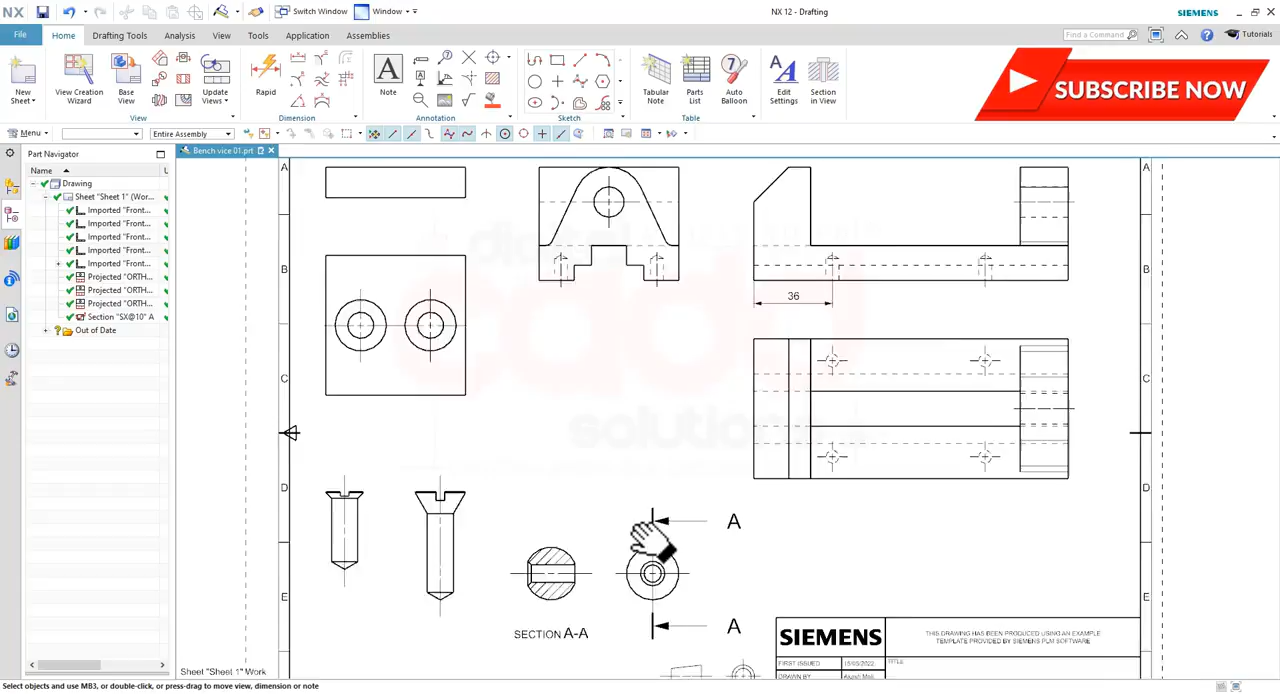 NX
Switch Window
Window
NX 12 - Drafting
SIEMENS
File
Home
Drafting Tools
Analysis
View
Tools
Application
Assemblies
Find a Command
Tutorials
New
Sheet
View Creation
Wizard
Base
View
Update
Views
View
Rapid
Dimension
Note
Annotation
Sketch
Tabular
Note
Parts
List
Auto
Balloon
Table
Edit
Settings
Section
in View
SUBSCRIBE NOW
Menu
Entire Assembly
Part Navigator
Bench vice 01.prt
Name
Drawing
Sheet "Sheet 1" (Wor...
Imported "Front...
Imported "Front...
Imported "Front...
Imported "Front...
Imported "Front...
Projected "ORTH...
Projected "ORTH...
Projected "ORTH...
Section "SX@10" A
Out of Date
A
B
C
D
E
A
B
C
D
E
36
digital
cadd
solutions
A
A
SECTION A-A
SIEMENS
THIS DRAWING HAS BEEN PRODUCED USING AN EXAMPLE
TEMPLATE PROVIDED BY SIEMENS PLM SOFTWARE
FIRST ISSUED
TITLE
DRAWN BY
Sheet "Sheet 1" Work
Select objects and use MB3, or double-click, or press-drag to move view, dimension or note